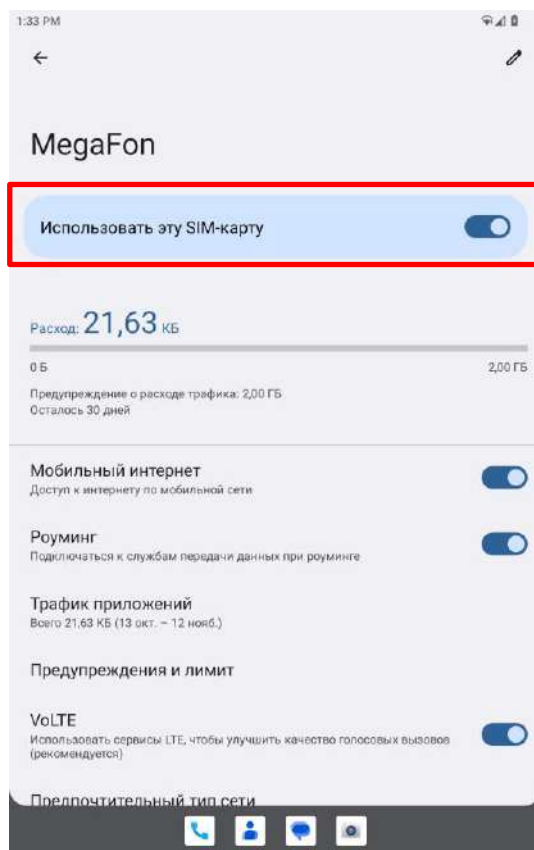 1:33 PM
MegaFon
Использовать эту SIM-карту
Расход: 21,63 КБ
0 Б 2,00 ГБ
Предупреждение о расходе трафика: 2,00 ГБ
Осталось 30 дней
Мобильный интернет
Доступ к интернету по мобильной сети
Роуминг
Подключаться к службам передачи данных при роуминге
Трафик приложений
Всего 21,63 КБ (13 окт. – 12 нояб.)
Предупреждения и лимит
VoLTE
Использовать сервисы LTE, чтобы улучшить качество голосовых вызовов
(рекомендуется)
Предпочтительный тип сети